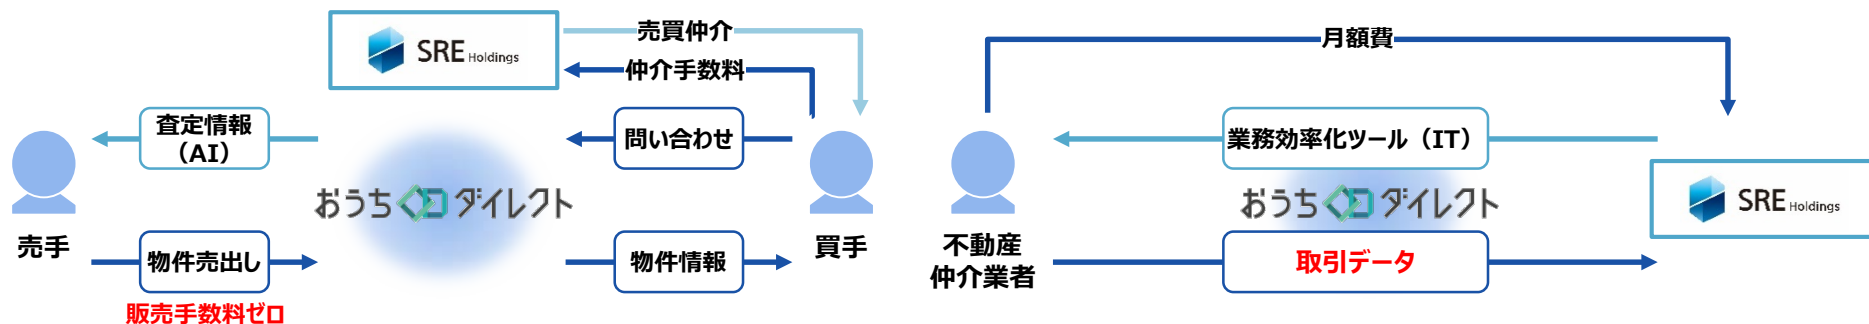 SRE Holdings
売買仲介
仲介手数料
査定情報
（AI）
問い合わせ
おうち ダイレクト
売手
買手
物件売出し
物件情報
販売手数料ゼロ
月額費
業務効率化ツール（IT）
おうち ダイレクト
SRE Holdings
不動産
仲介業者
取引データ